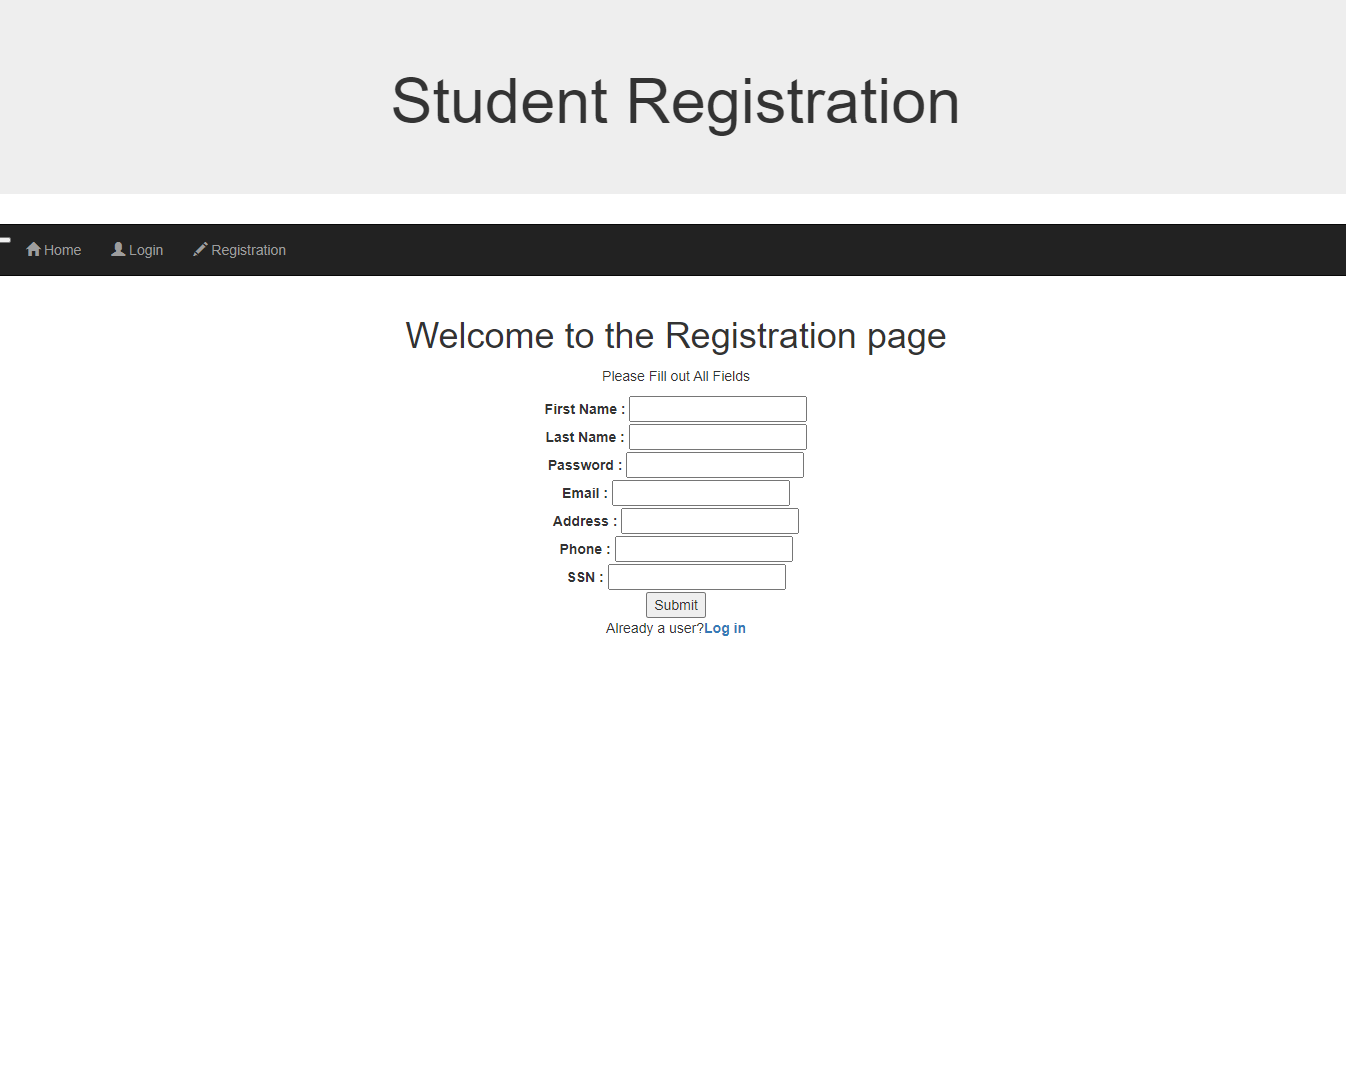 Student Registration
Home Login Registration
Welcome to the Registration page
Please Fill out All Fields
First Name :
Last Name :
Password :
Email :
Address :
Phone :
SSN :
Submit
Already a user?Log in